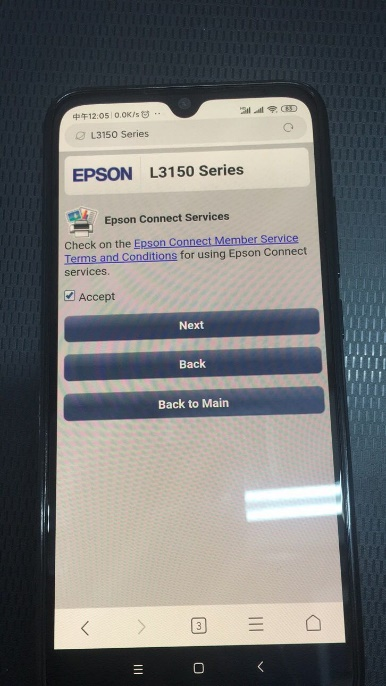 中午12:05 | 0.0K/s
L3150 Series
EPSON L3150 Series
Epson Connect Services
Check on the Epson Connect Member Service
Terms and Conditions for using Epson Connect
services.
Accept
Next
Back
Back to Main
3